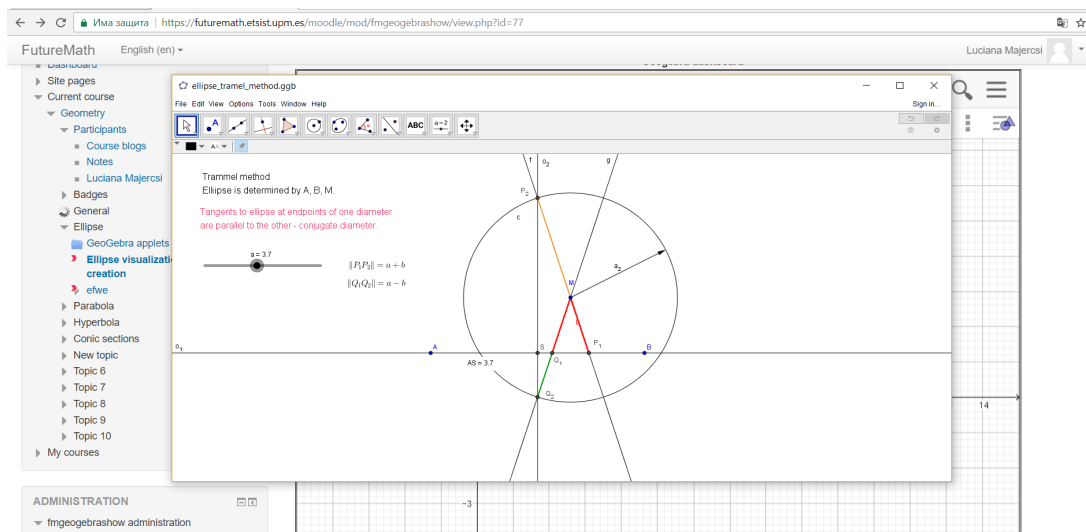 Има защита
https://futuremath.etsist.upm.es/moodle/mod/fmgeogebrashow/view.php?id=77
FutureMath
English (en)
Luciana Majercsi
Dashboard
Site pages
Current course
Geometry
Participants
Course blogs
Notes
Luciana Majercsi
Badges
General
Ellipse
GeoGebra applets
Ellipse visualizati
creation
efwe
Parabola
Hyperbola
Conic sections
New topic
Topic 6
Topic 7
Topic 8
Topic 9
Topic 10
My courses
ADMINISTRATION
fmgeogebrashow administration
ellipse_tramel_method.ggb
File Edit View Options Tools Window Help
Sign in...
ABC
a=2
AA
Trammel method
Elliipse is determined by A, B, M.
Tangents to ellipse at endpoints of one diameter
are parallel to the other - conjugate diameter.
a = 3.7
||P₁P₂|| = a + b
||Q₁Q₂|| = a − b
f
o₂
g
P₂
c
a₂
M
b
o₁
A
S
P₁
B
AS = 3.7
Q₁
Q₂
14
−3